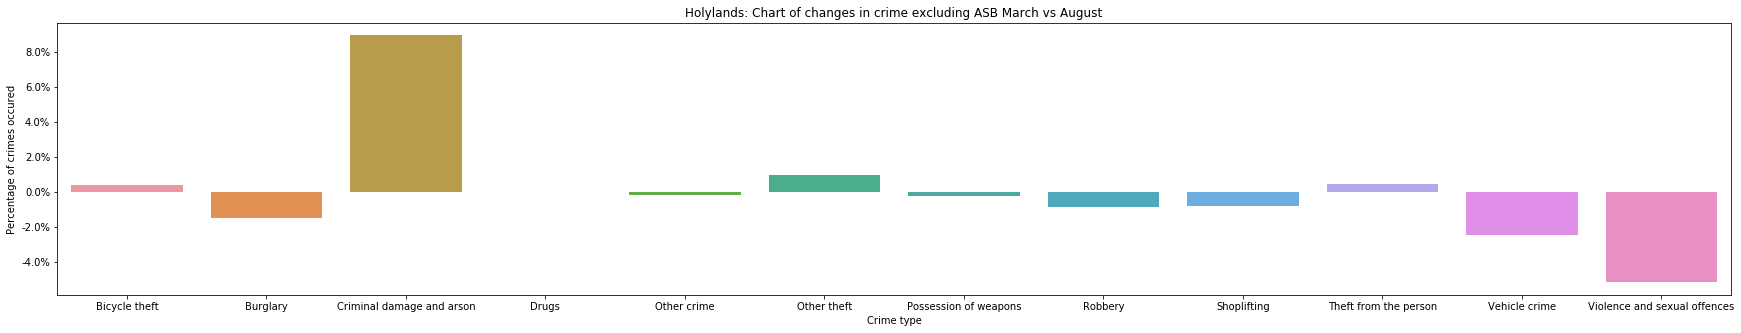 Holylands: Chart of changes in crime excluding ASB March vs August
Percentage of crimes occured
8.0%
6.0%
4.0%
2.0%
0.0%
-2.0%
-4.0%
Bicycle theft
Burglary
Criminal damage and arson
Drugs
Other crime
Other theft
Possession of weapons
Robbery
Shoplifting
Theft from the person
Vehicle crime
Violence and sexual offences
Crime type